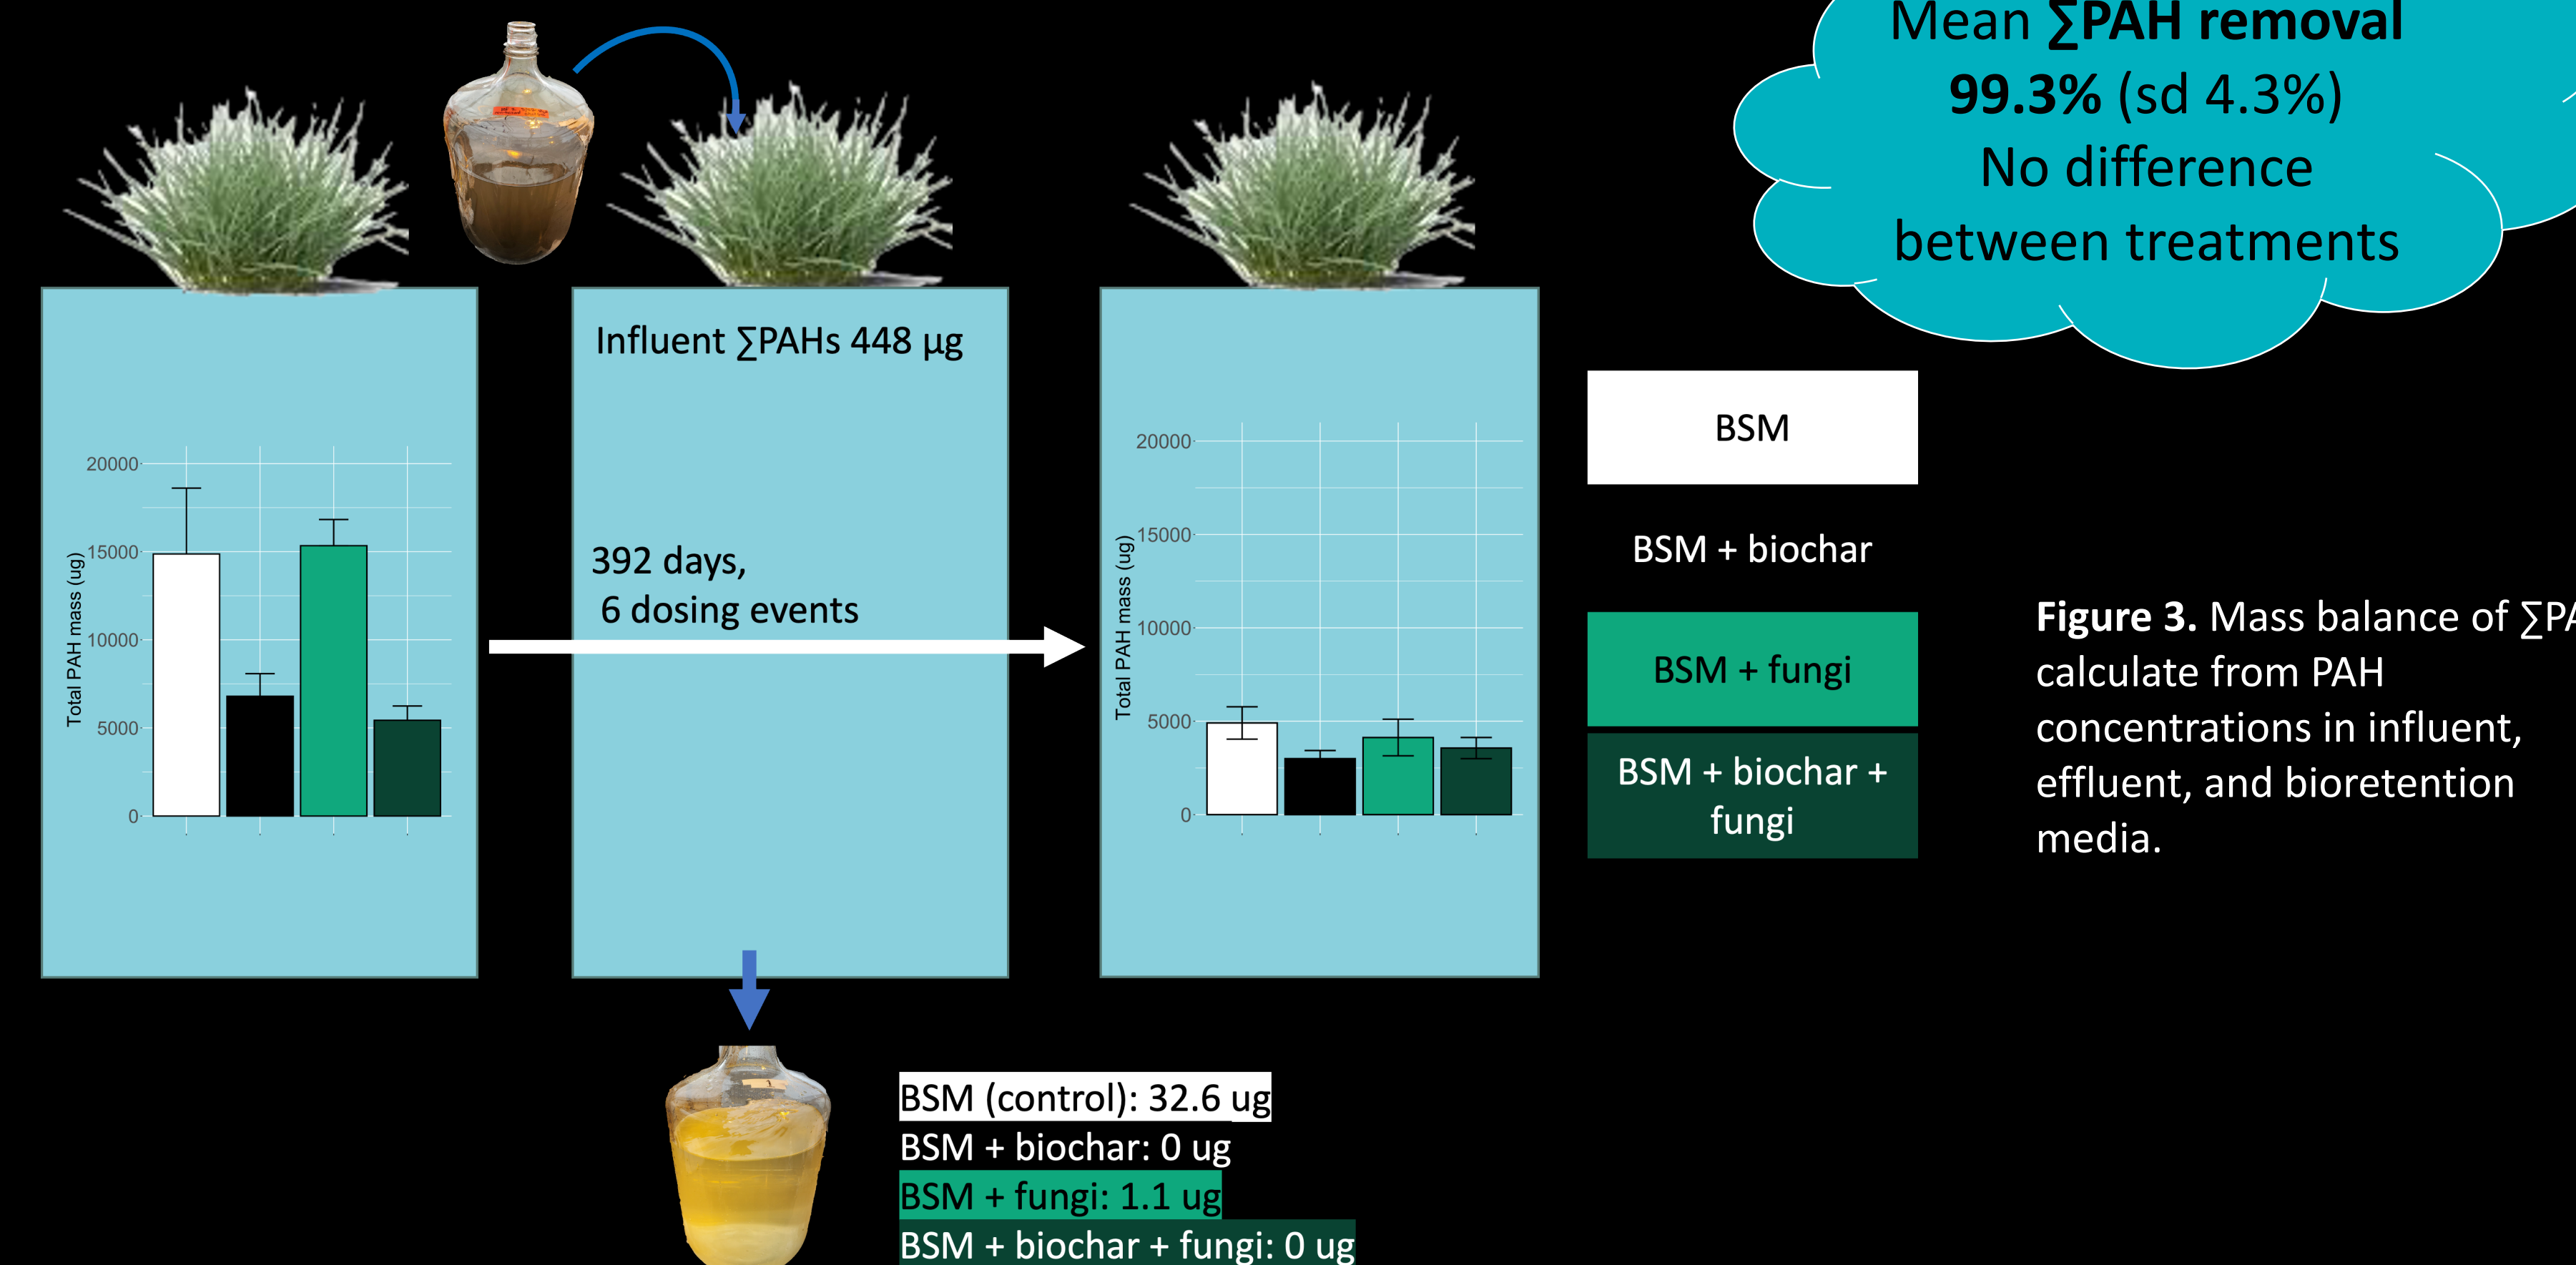 Mean ∑PAH removal
99.3% (sd 4.3%)
No difference
between treatments
Influent ∑PAHs 448 µg
392 days,
6 dosing events
Total PAH mass (ug)
20000
15000
10000
5000
0
Total PAH mass (ug)
20000
15000
10000
5000
0
BSM
BSM + biochar
BSM + fungi
BSM + biochar +
fungi
Figure 3. Mass balance of ∑PA
calculate from PAH
concentrations in influent,
effluent, and bioretention
media.
BSM (control): 32.6 ug
BSM + biochar: 0 ug
BSM + fungi: 1.1 ug
BSM + biochar + fungi: 0 ug